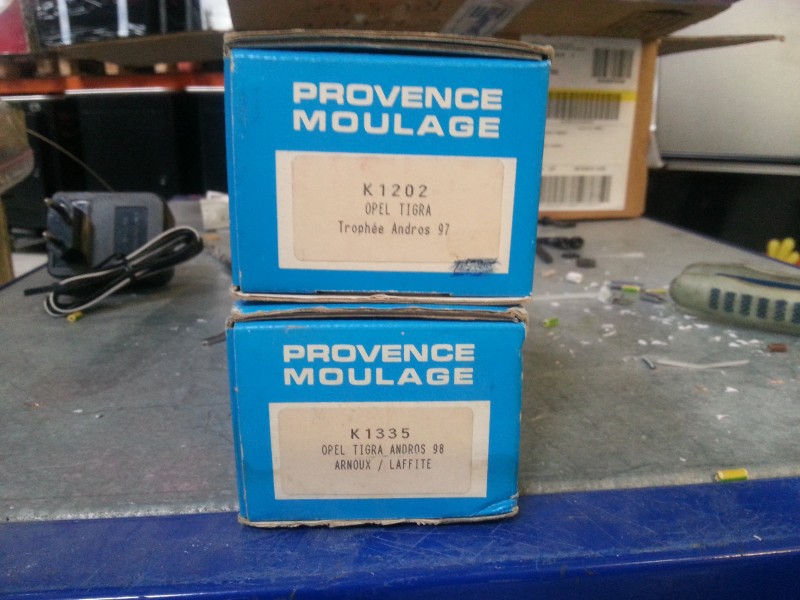 PROVENCE
MOULAGE
K1202
OPEL TIGRA
Trophée Andros 97
PROVENCE
MOULAGE
K1335
OPEL TIGRA ANDROS 98
ARNOUX / LAFFITE